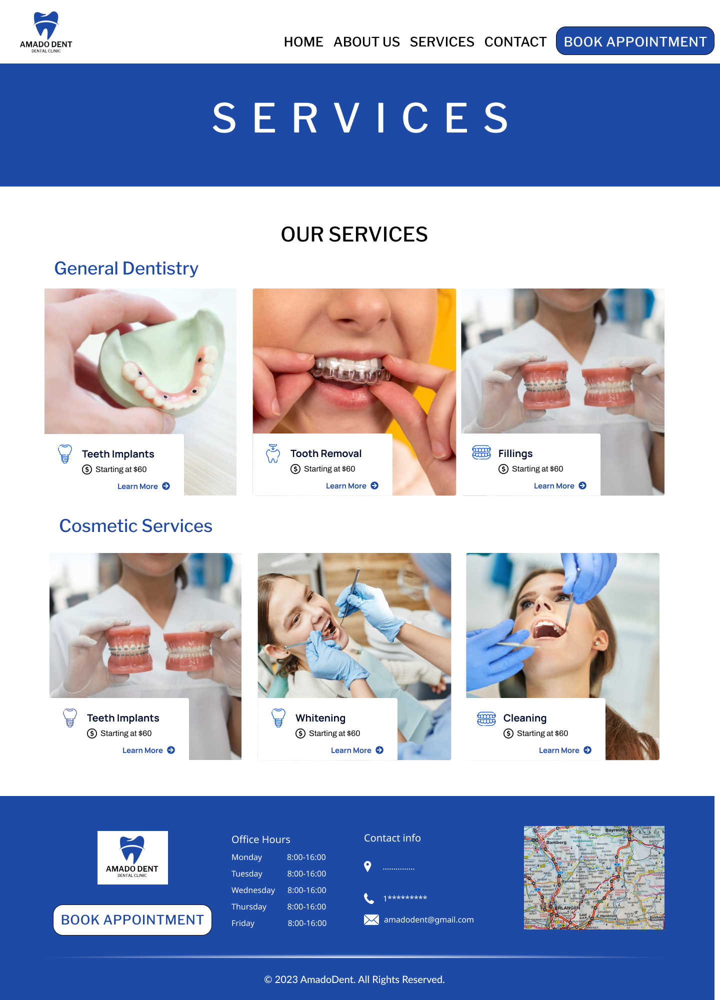 AMADO DENT
DENTAL CLINIC
HOME ABOUT US SERVICES CONTACT BOOK APPOINTMENT
SERVICES
OUR SERVICES
General Dentistry
Teeth Implants
Starting at $60
Learn More
Tooth Removal
Starting at $60
Learn More
Fillings
Starting at $60
Learn More
Cosmetic Services
Teeth Implants
Starting at $60
Learn More
Whitening
Starting at $60
Learn More
Cleaning
Starting at $60
Learn More
AMADO DENT
DENTAL CLINIC
BOOK APPOINTMENT
Office Hours
Monday 8:00-16:00
Tuesday 8:00-16:00
Wednesday 8:00-16:00
Thursday 8:00-16:00
Friday 8:00-16:00
Contact info
...............
1*********
amadodent@gmail.com
Bayreuth
Bamberg
Pegnitz
Forchheim
ERLANGEN
Lauf
Hersbruck
© 2023 AmadoDent. All Rights Reserved.